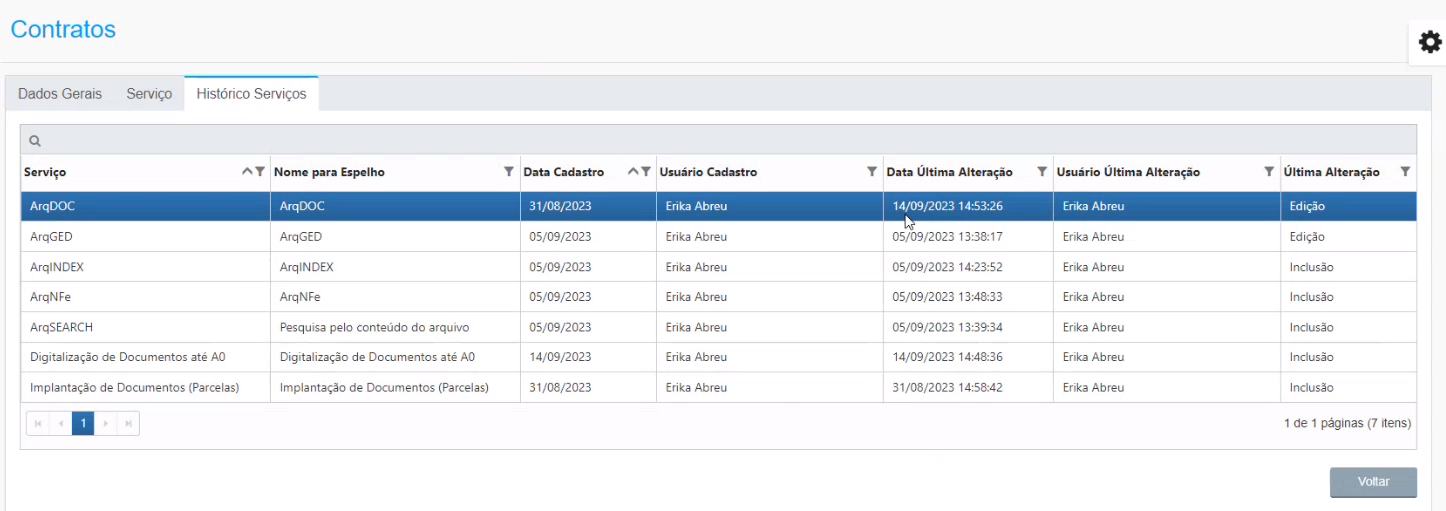 Contratos
Dados Gerais Serviço Histórico Serviços
Serviço Nome para Espelho Data Cadastro Usuário Cadastro Data Última Alteração Usuário Última Alteração Última Alteração
ArqDOC ArqDOC 31/08/2023 Erika Abreu 14/09/2023 14:53:26 Erika Abreu Edição
ArqGED ArqGED 05/09/2023 Erika Abreu 05/09/2023 13:38:17 Erika Abreu Edição
ArqINDEX ArqINDEX 05/09/2023 Erika Abreu 05/09/2023 14:23:52 Erika Abreu Inclusão
ArqNFe ArqNFe 05/09/2023 Erika Abreu 05/09/2023 13:48:33 Erika Abreu Inclusão
ArqSEARCH Pesquisa pelo conteúdo do arquivo 05/09/2023 Erika Abreu 05/09/2023 13:39:34 Erika Abreu Inclusão
Digitalização de Documentos até A0 Digitalização de Documentos até A0 14/09/2023 Erika Abreu 14/09/2023 14:48:36 Erika Abreu Inclusão
Implantação de Documentos (Parcelas) Implantação de Documentos (Parcelas) 31/08/2023 Erika Abreu 31/08/2023 14:58:42 Erika Abreu Inclusão
1 1 de 1 páginas (7 itens)
Voltar